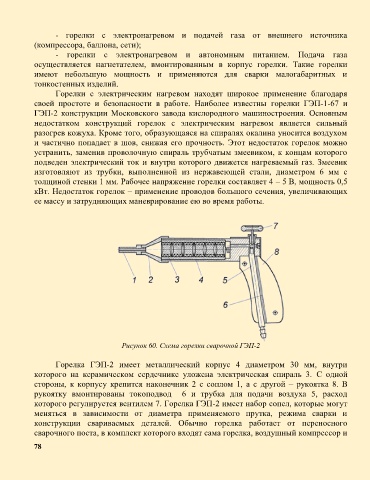 - горелки с электронагревом и подачей газа от внешнего источника
(компрессора, баллона, сети);
- горелки с электронагревом и автономным питанием. Подача газа
осуществляется нагнетателем, вмонтированным в корпус горелки. Такие горелки
имеют небольшую мощность и применяются для сварки малогабаритных и
тонкостенных изделий.
Горелки с электрическим нагревом находят широкое применение благодаря
своей простоте и безопасности в работе. Наиболее известны горелки ГЭП-1-67 и
ГЭП-2 конструкции Московского завода кислородного машиностроения. Основным
недостатком конструкций горелок с электрическим нагревом является сильный
разогрев кожуха. Кроме того, образующаяся на спиралях окалина уносится воздухом
и частично попадает в шов, снижая его прочность. Этот недостаток горелок можно
устранить, заменив проволочную спираль трубчатым змеевиком, к концам которого
подведен электрический ток и внутри которого движется нагреваемый газ. Змеевик
изготовляют из трубки, выполненной из нержавеющей стали, диаметром 6 мм с
толщиной стенки 1 мм. Рабочее напряжение горелки составляет 4 – 5 В, мощность 0,5
кВт. Недостаток горелок – применение проводов большого сечения, увеличивающих
ее массу и затрудняющих маневрирование ею во время работы.
7
8
1 2 3 4 5
6
Рисунок 60. Схема горелки сварочной ГЭП-2
Горелка ГЭП-2 имеет металлический корпус 4 диаметром 30 мм, внутри
которого на керамическом сердечнике уложена электрическая спираль 3. С одной
стороны, к корпусу крепится наконечник 2 с соплом 1, а с другой – рукоятка 8. В
рукоятку вмонтированы токоподвод 6 и трубка для подачи воздуха 5, расход
которого регулируется вентилем 7. Горелка ГЭП-2 имеет набор сопел, которые могут
меняться в зависимости от диаметра применяемого прутка, режима сварки и
конструкции свариваемых деталей. Обычно горелка работает от переносного
сварочного поста, в комплект которого входят сама горелка, воздушный компрессор и
78